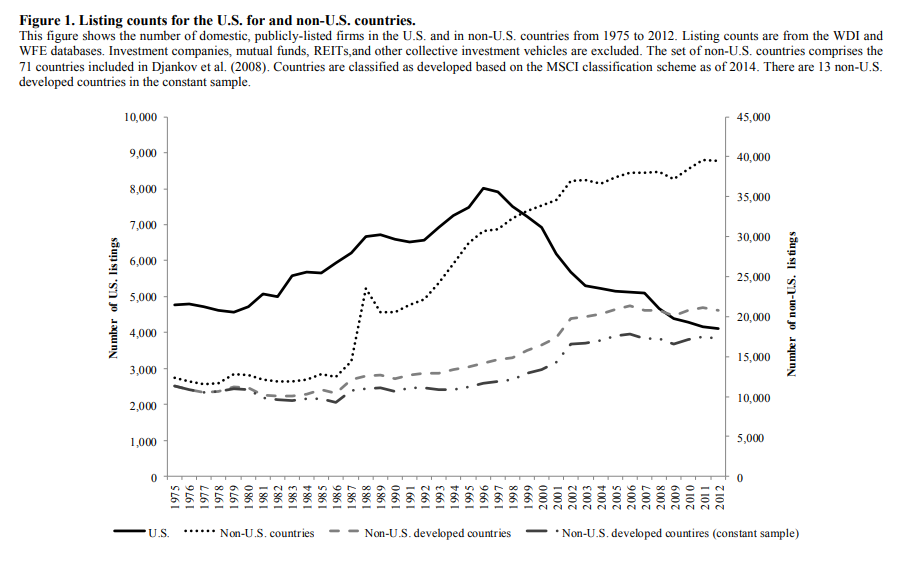 Figure 1. Listing counts for the U.S. for and non-U.S. countries.
This figure shows the number of domestic, publicly-listed firms in the U.S. and in non-U.S. countries from 1975 to 2012. Listing counts are from the WDI and
WFE databases. Investment companies, mutual funds, REITs,and other collective investment vehicles are excluded. The set of non-U.S. countries comprises the
71 countries included in Djankov et al. (2008). Countries are classified as developed based on the MSCI classification scheme as of 2014. There are 13 non-U.S.
developed countries in the constant sample.
10,000
9,000
8,000
7,000
6,000
5,000
4,000
3,000
2,000
1,000
0
Number of U.S. listings
45,000
40,000
35,000
30,000
25,000
20,000
15,000
10,000
5,000
0
Number of non-U.S. listings
1975 1976 1977 1978 1979 1980 1981 1982 1983 1984 1985 1986 1987 1988 1989 1990 1991 1992 1993 1994 1995 1996 1997 1998 1999 2000 2001 2002 2003 2004 2005 2006 2007 2008 2009 2010 2011 2012
U.S. Non-U.S. countries Non-U.S. developed countries Non-U.S. developed countires (constant sample)